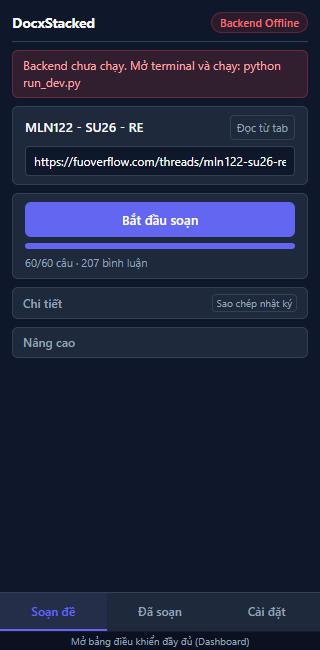 DocxStacked
Backend Offline
Backend chưa chạy. Mở terminal và chạy: python
run_dev.py
MLN122 - SU26 - RE
Đọc từ tab
https://fuoverflow.com/threads/mln122-su26-re
Bắt đầu soạn
60/60 câu · 207 bình luận
Chi tiết
Sao chép nhật ký
Nâng cao
Soạn đề
Đã soạn
Cài đặt
Mở bảng điều khiển đầy đủ (Dashboard)